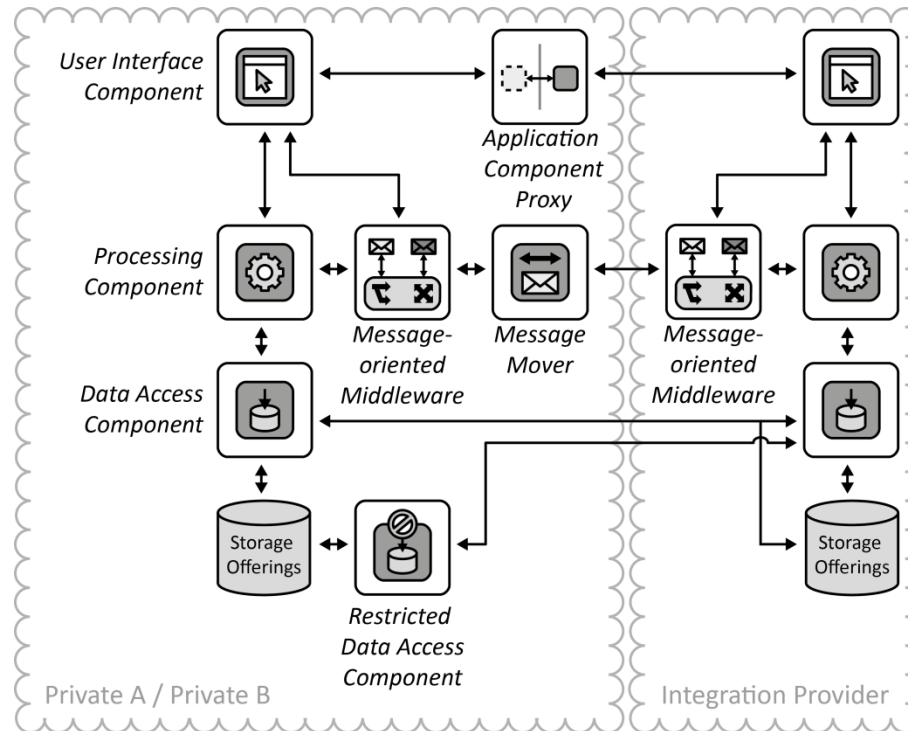 User Interface
Component
Application
Component
Proxy
Processing
Component
Message-
oriented
Middleware
Message
Mover
Message-
oriented
Middleware
Data Access
Component
Storage
Offerings
Storage
Offerings
Restricted
Data Access
Component
Private A / Private B
Integration Provider